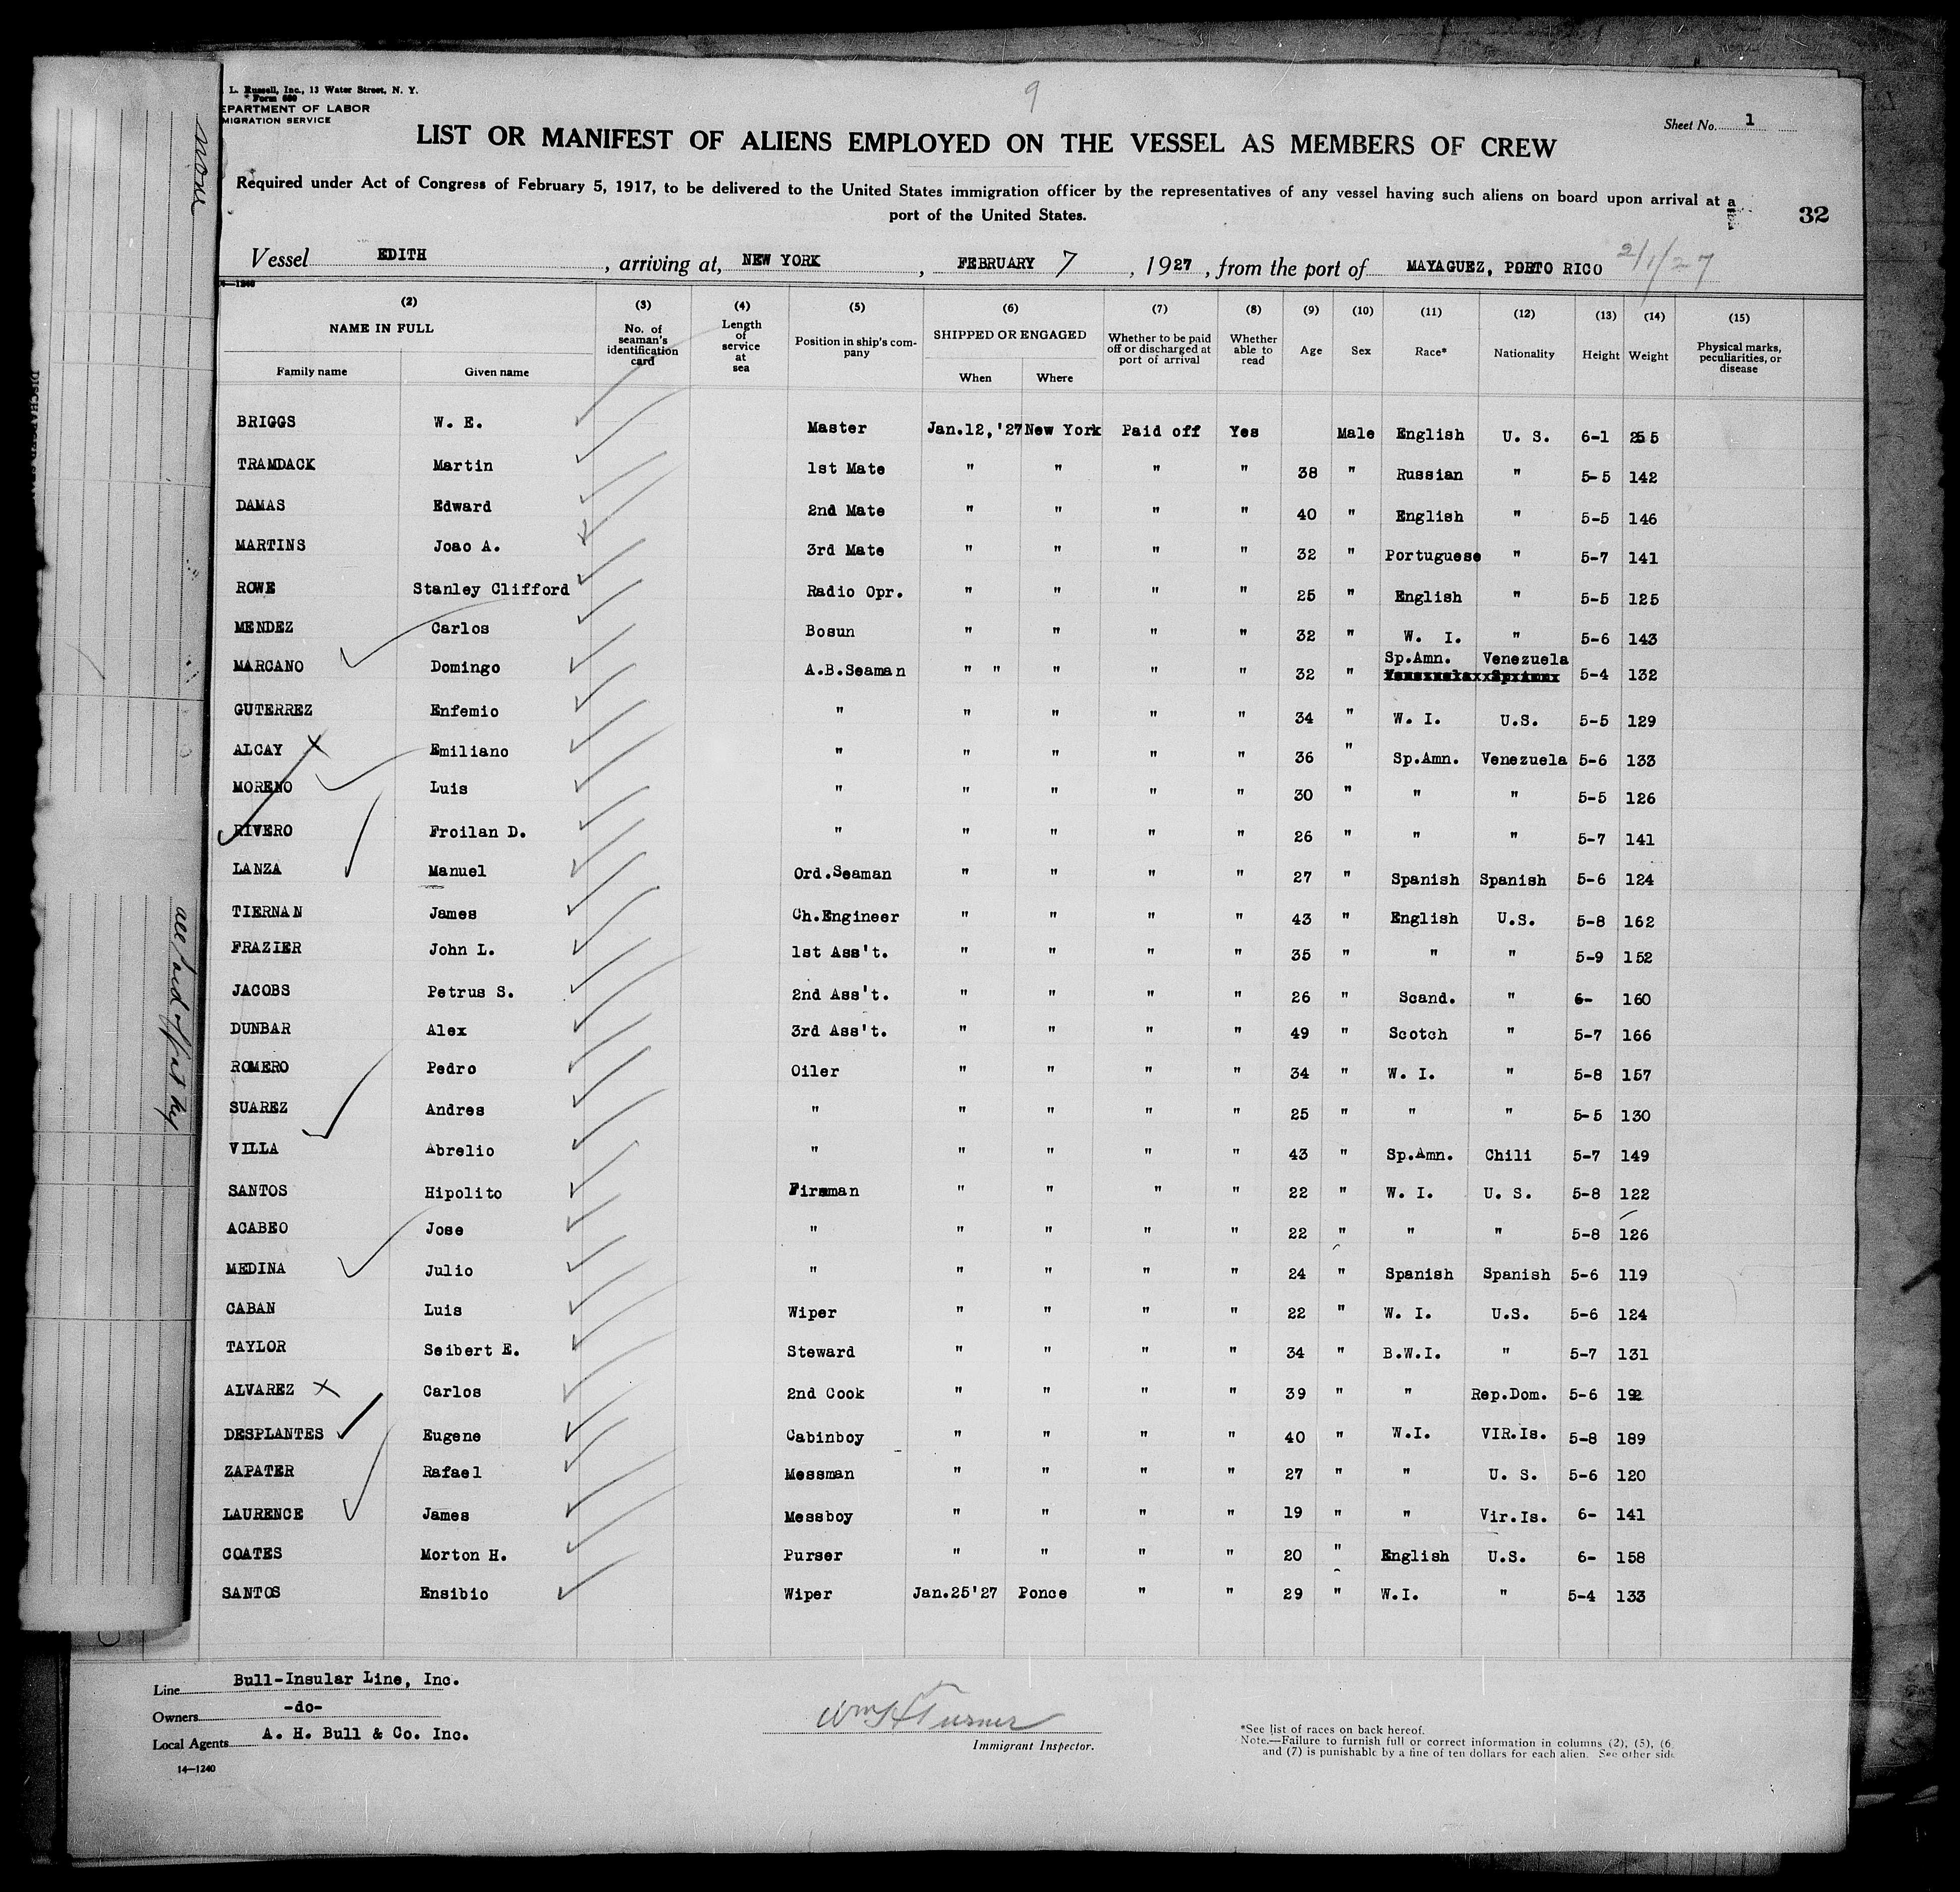 L. Russell, Inc., 13 Water Street, N. Y.
Form 689
EPARTMENT OF LABOR
MIGRATION SERVICE
9
Sheet No. 1
LIST OR MANIFEST OF ALIENS EMPLOYED ON THE VESSEL AS MEMBERS OF CREW
Required under Act of Congress of February 5, 1917, to be delivered to the United States immigration officer by the representatives of any vessel having such aliens on board upon arrival at a
port of the United States.
32
Vessel EDITH, arriving at, NEW YORK, FEBRUARY 7, 1927, from the port of MAYAGUEZ, PORTO RICO 2/1/27
14—1240
(2) (3) (4) (5) (6) (7) (8) (9) (10) (11) (12) (13) (14) (15)
NAME IN FULL No. of seaman's identification card Length of service at sea Position in ship's company SHIPPED OR ENGAGED Whether to be paid off or discharged at port of arrival Whether able to read Age Sex Race* Nationality Height Weight Physical marks, peculiarities, or disease
Family name Given name When Where
BRIGGS W. E. Master Jan.12,'27 New York Paid off Yes Male English U. S. 6-1 255
TRAMDACK Martin 1st Mate " " " " 38 " Russian " 5-5 142
DAMAS Edward 2nd Mate " " " " 40 " English " 5-5 146
MARTINS Joao A. 3rd Mate " " " " 32 " Portuguese " 5-7 141
ROWE Stanley Clifford Radio Opr. " " " " 25 " English " 5-5 125
MENDEZ Carlos Bosun " " " " 32 " W. I. " 5-6 143
MARCANO Domingo A.B.Seaman " " " " " 32 " Sp.Amn. Venezuela 5-4 132
GUTERREZ Enfemio " " " " " 34 " W. I. U.S. 5-5 129
ALCAY X Emiliano " " " " " 36 " Sp.Amn. Venezuela 5-6 133
MORENO Luis " " " " " 30 " " " 5-5 126
RIVERO Froilan D. " " " " " 26 " " " 5-7 141
LANZA Manuel Ord.Seaman " " " " 27 " Spanish Spanish 5-6 124
TIERNAN James Ch.Engineer " " " " 43 " English U.S. 5-8 162
FRAZIER John L. 1st Ass't. " " " " 35 " " " 5-9 152
JACOBS Petrus S. 2nd Ass't. " " " " 26 " Scand. " 6- 160
DUNBAR Alex 3rd Ass't. " " " " 49 " Scotch " 5-7 166
ROMERO Pedro Oiler " " " " 34 " W. I. " 5-8 157
SUAREZ Andres " " " " " 25 " " " 5-5 130
VILLA Abrelio " " " " " 43 " Sp.Amn. Chili 5-7 149
SANTOS Hipolito Fireman " " " " 22 " W. I. U. S. 5-8 122
ACABEO Jose " " " " " 22 " " " 5-8 126
MEDINA Julio " " " " " 24 " Spanish Spanish 5-6 119
CABAN Luis Wiper " " " " 22 " W. I. U.S. 5-6 124
TAYLOR Seibert E. Steward " " " " 34 " B.W.I. " 5-7 131
ALVAREZ X Carlos 2nd Cook " " " " 39 " " Rep.Dom. 5-6 192
DESPLANTES Eugene Cabinboy " " " " 40 " W.I. VIR.Is. 5-8 189
ZAPATER Rafael Messman " " " " 27 " " U. S. 5-6 120
LAURENCE James Messboy " " " " 19 " " Vir.Is. 6- 141
COATES Morton H. Purser " " " " 20 " English U.S. 6- 158
SANTOS Ensibio Wiper Jan.25'27 Ponce " " 29 " W.I. " 5-4 133
Line Bull-Insular Line, Inc.
Owners -do-
Local Agents A. H. Bull & Co. Inc.
14—1240
Wm H Turner
Immigrant Inspector.
*See list of races on back hereof.
Note.—Failure to furnish full or correct information in columns (2), (5), (6
and (7) is punishable by a fine of ten dollars for each alien. See other side